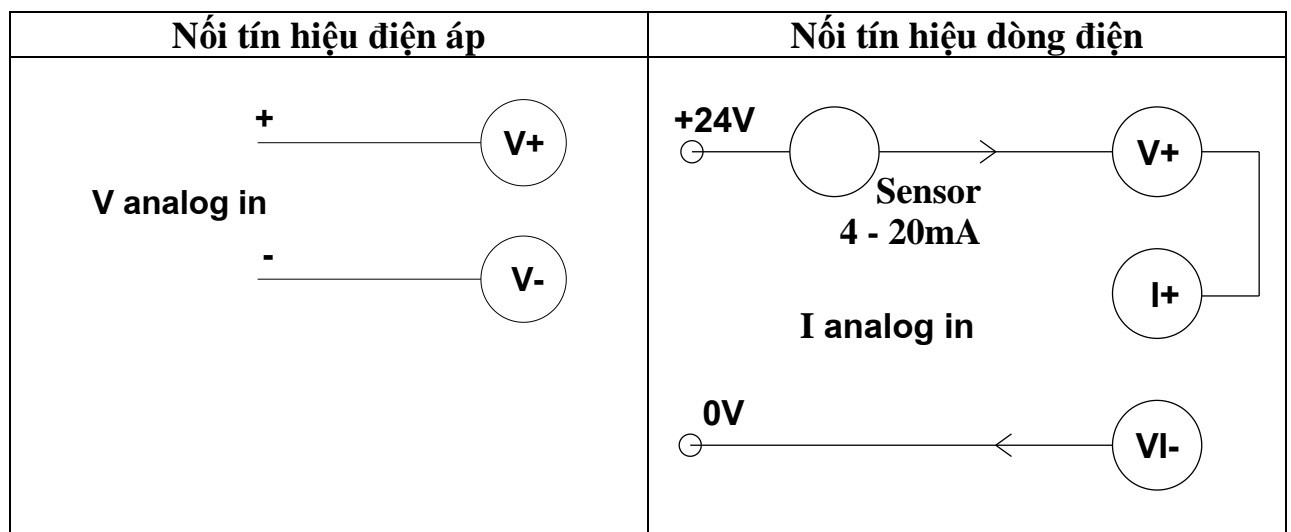 Nối tín hiệu điện áp
+
V+
V analog in
-
V-
Nối tín hiệu dòng điện
+24V
V+
Sensor
4 - 20mA
I+
I analog in
0V
VI-